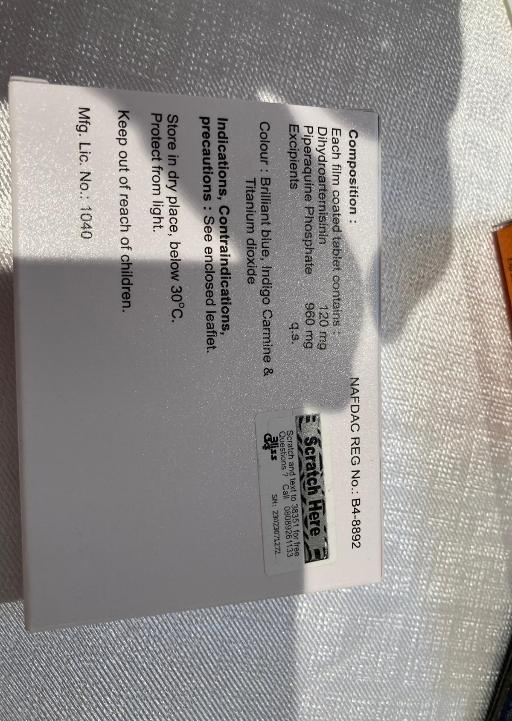 Composition :
NAFDAC REG No.: B4-8892
Each film coated tablet contains :
Dihydroartemisinin 120 mg
Piperaquine Phosphate 960 mg
Excipients q.s.
Colour : Brilliant blue, Indigo Carmine &
Titanium dioxide
Indications, Contraindications,
precautions : See enclosed leaflet.
Store in dry place, below 30°C.
Protect from light.
Keep out of reach of children.
Mfg. Lic. No.: 1040
Scratch Here
Scratch and text to 38351 for free
Questions ? Call 08089261133
Bliss
SN: